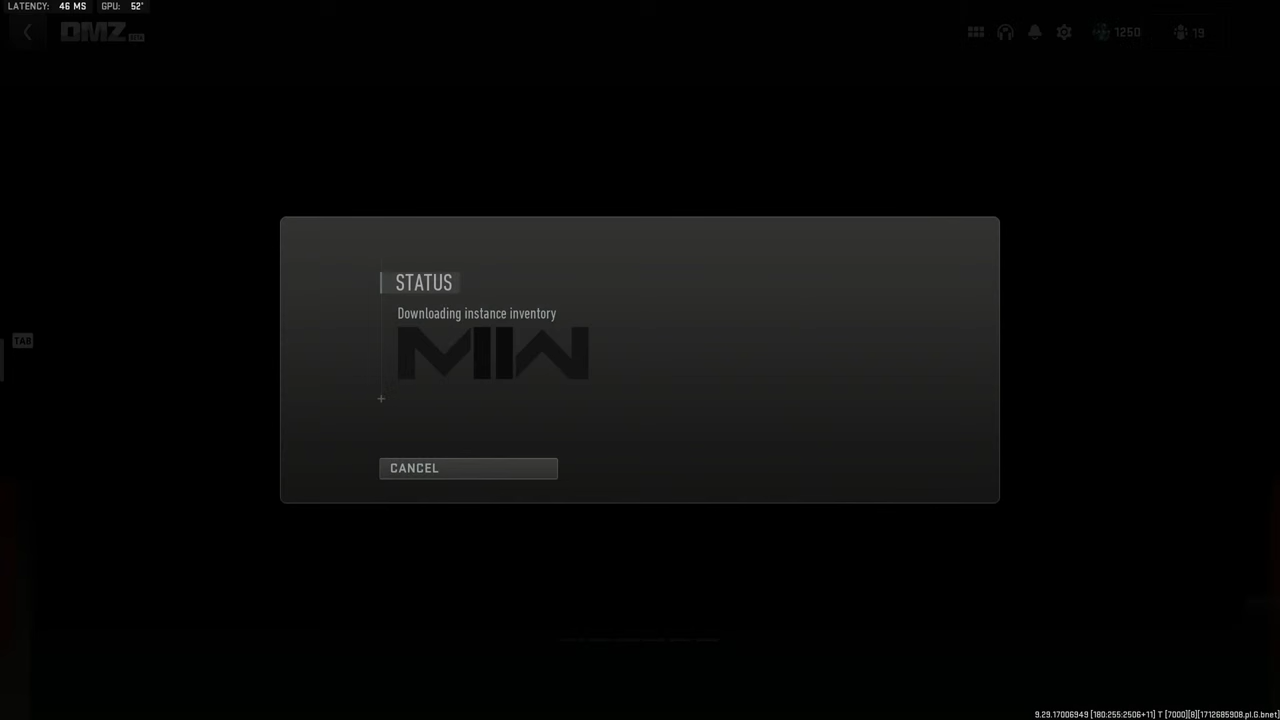 LATENCY: 46 MS GPU: 52°
DMZ
1250
19
TAB
STATUS
Downloading instance inventory
MW
CANCEL
9.29.17006949 [180:255:2506+11] T [7000][8][1712685908.pl.G.bnet]